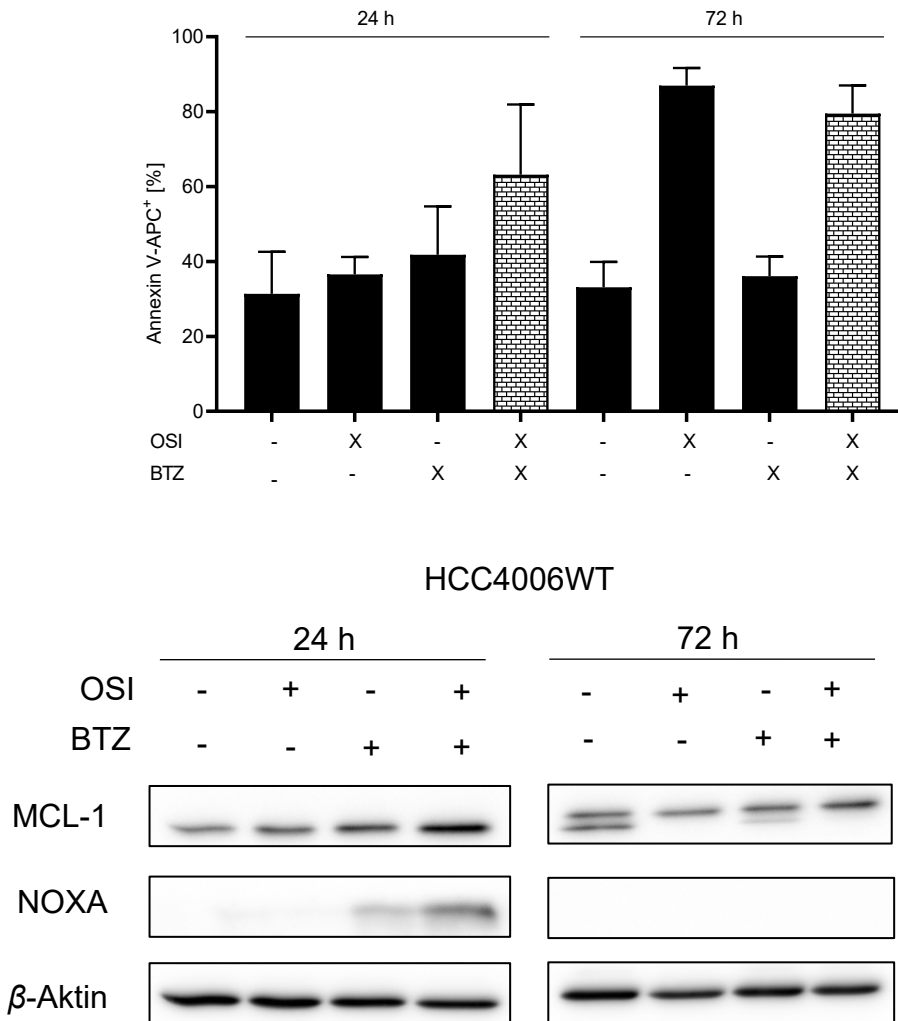 24 h 72 h
100
80
60
40
20
0
Annexin V-APC+ [%]
OSI - X - X - X - X
BTZ - - X X - - X X
HCC4006WT
24 h 72 h
OSI - + - + - + - +
BTZ - - + + - - + +
MCL-1
NOXA
β-Aktin